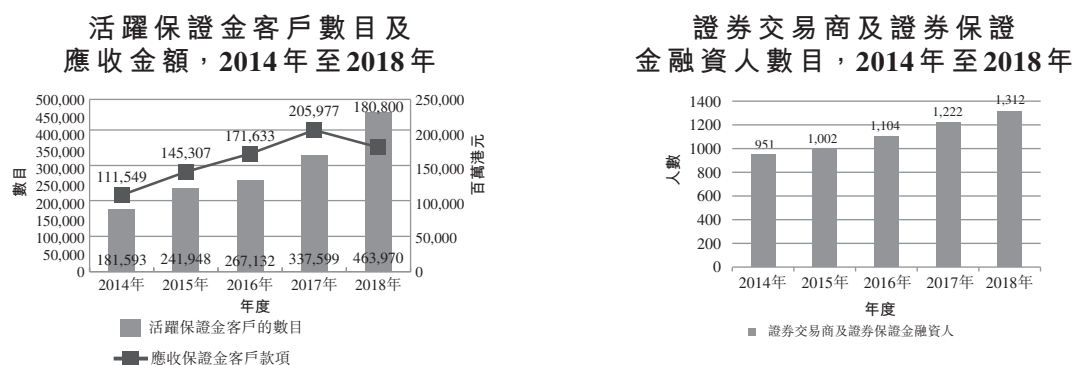 活躍保證金客戶數目及
應收金額，2014年至2018年
500,000
450,000
400,000
350,000
300,000
250,000
200,000
150,000
100,000
50,000
0
數目
250,000
200,000
150,000
100,000
50,000
0
百萬港元
111,549
145,307
171,633
205,977
180,800
181,593
241,948
267,132
337,599
463,970
2014年 2015年 2016年 2017年 2018年
年度
活躍保證金客戶的數目
應收保證金客戶款項
證券交易商及證券保證
金融資人數目，2014年至2018年
1400
1200
1000
800
600
400
200
0
人數
951
1,002
1,104
1,222
1,312
2014年 2015年 2016年 2017年 2018年
年度
證券交易商及證券保證金融資人